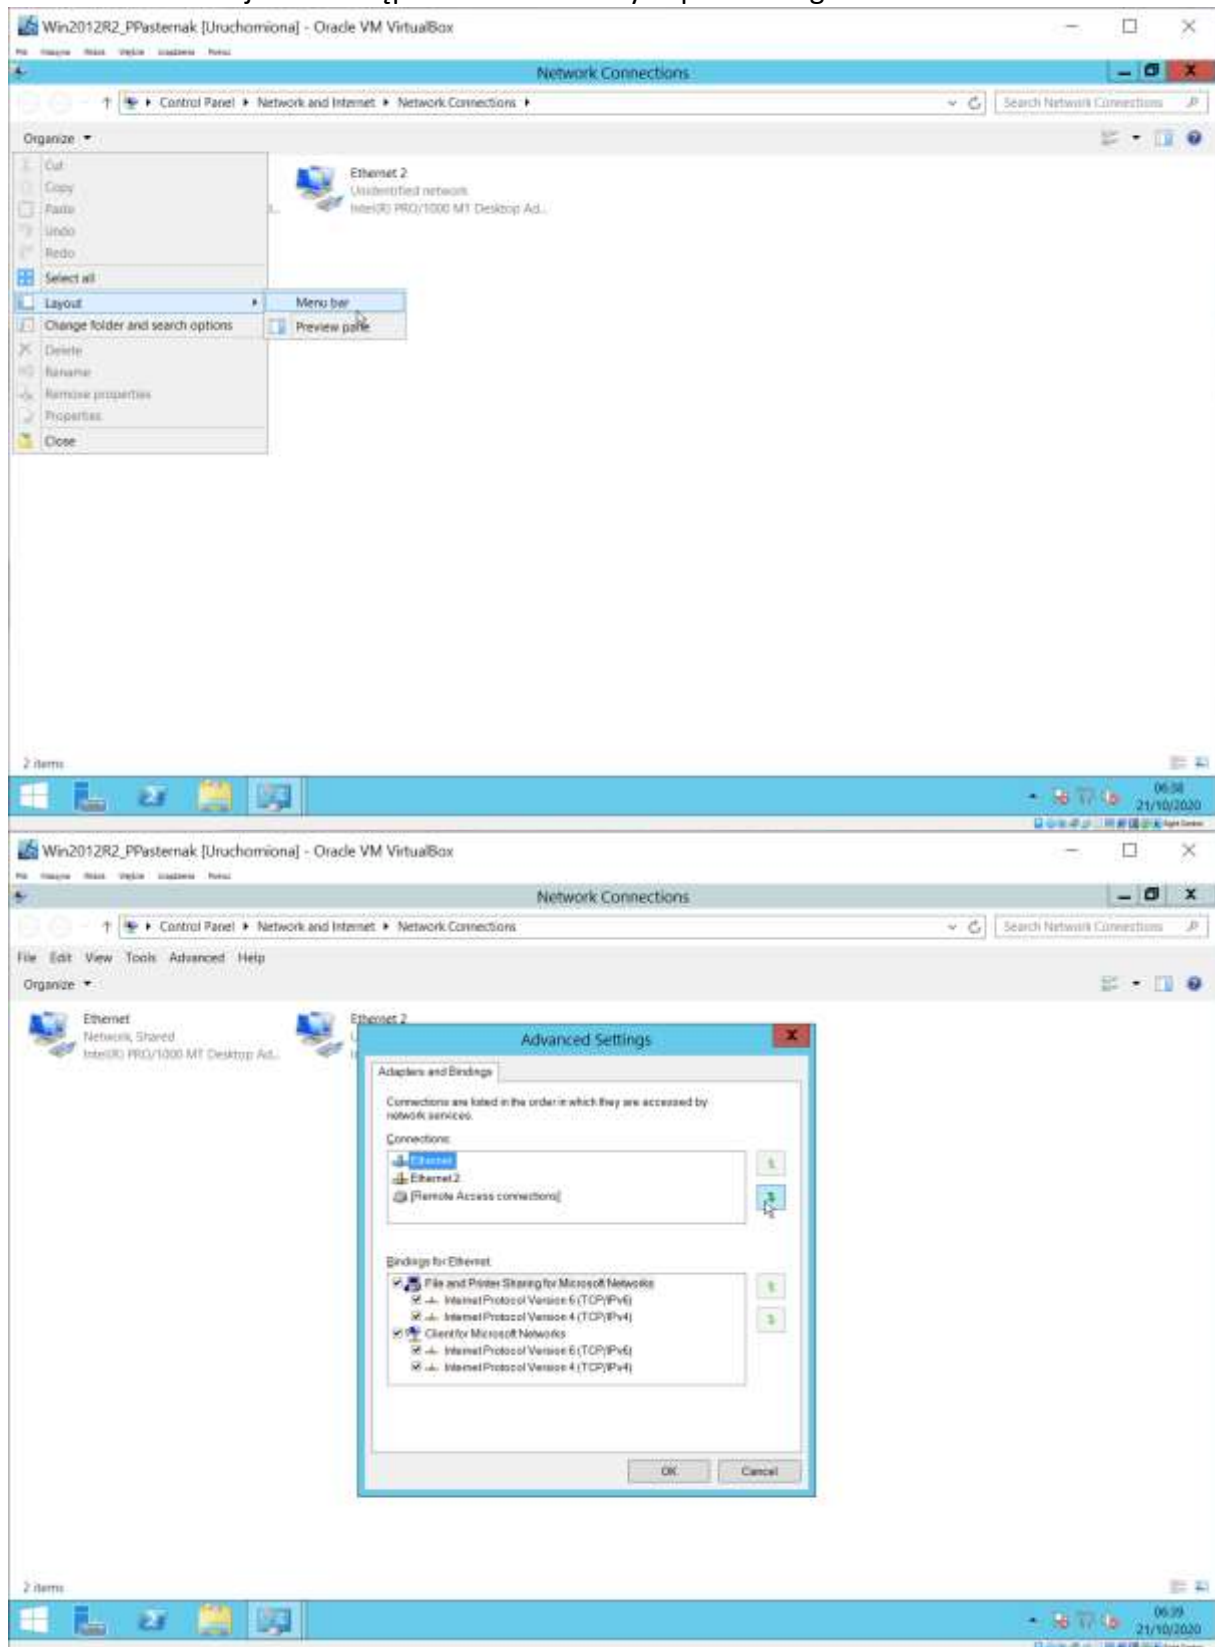 Win2012R2_PPasternak [Uruchomiona] - Oracle VM VirtualBox
Network Connections
Control Panel Network and Internet Network Connections
Search Network Connections
Organize
Cut
Copy
Paste
Undo
Redo
Select all
Layout
Change folder and search options
Delete
Rename
Remove properties
Properties
Close
Menu bar
Preview pane
Ethernet 2
Unidentified network
Intel(R) PRO/1000 MT Desktop Ad...
2 items
06:38
21/10/2020
Win2012R2_PPasternak [Uruchomiona] - Oracle VM VirtualBox
Network Connections
Control Panel Network and Internet Network Connections
Search Network Connections
File Edit View Tools Advanced Help
Organize
Ethernet
Network, Shared
Intel(R) PRO/1000 MT Desktop Ad...
Ethernet 2
Advanced Settings
Adapters and Bindings
Connections are listed in the order in which they are accessed by
network services.
Connections:
Ethernet
Ethernet 2
[Remote Access connections]
Bindings for Ethernet:
File and Printer Sharing for Microsoft Networks
Internet Protocol Version 6 (TCP/IPv6)
Internet Protocol Version 4 (TCP/IPv4)
Client for Microsoft Networks
Internet Protocol Version 6 (TCP/IPv6)
Internet Protocol Version 4 (TCP/IPv4)
OK Cancel
2 items
06:39
21/10/2020